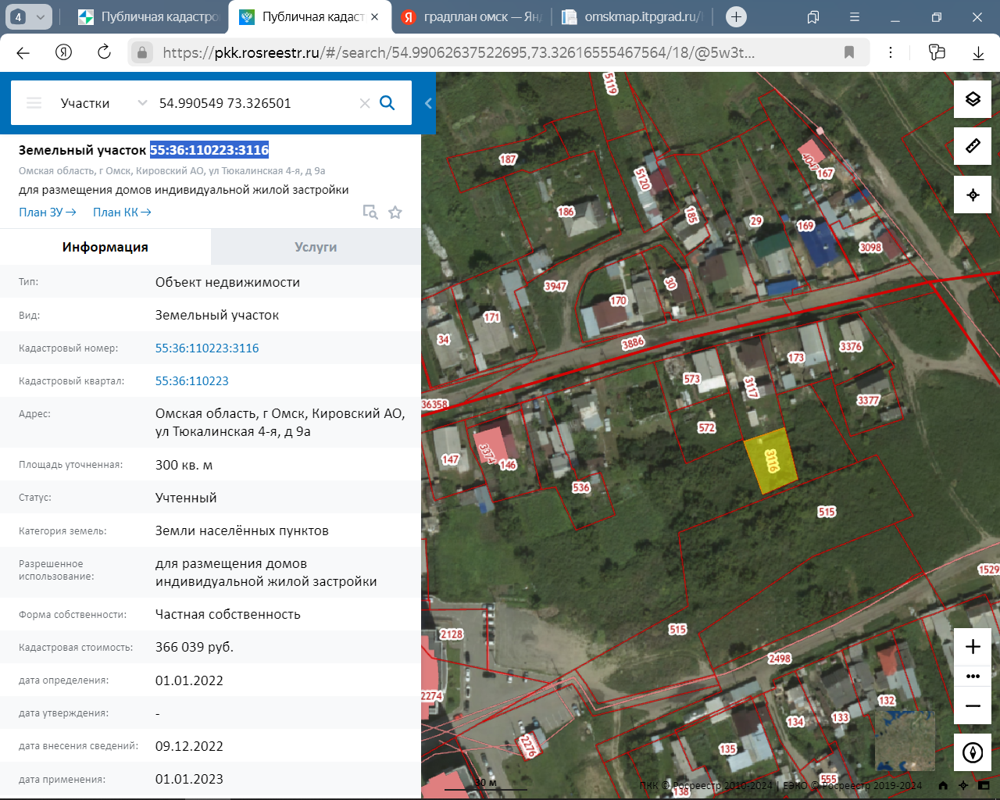 4
Публичная кадастро
Публичная кадаст
градплан омск — Ян
omskmap.itpgrad.ru/
https://pkk.rosreestr.ru/#/search/54.99062637522695,73.32616555467564/18/@5w3t...
Участки
54.990549 73.326501
Земельный участок 55:36:110223:3116
Омская область, г Омск, Кировский АО, ул Тюкалинская 4-я, д 9а
для размещения домов индивидуальной жилой застройки
План ЗУ→
План КК→
Информация
Услуги
Тип:
Объект недвижимости
Вид:
Земельный участок
Кадастровый номер:
55:36:110223:3116
Кадастровый квартал:
55:36:110223
Адрес:
Омская область, г Омск, Кировский АО,
ул Тюкалинская 4-я, д 9а
Площадь уточненная:
300 кв. м
Статус:
Учтенный
Категория земель:
Земли населённых пунктов
Разрешенное
использование:
для размещения домов
индивидуальной жилой застройки
Форма собственности:
Частная собственность
Кадастровая стоимость:
366 039 руб.
дата определения:
01.01.2022
дата утверждения:
-
дата внесения сведений:
09.12.2022
дата применения:
01.01.2023
5119
187
4047
167
5120
186
185
29
169
3098
3947
30
170
171
34
3886
3376
173
573
3117
36358
3377
572
147
3374
146
3116
536
515
1529
515
2128
2498
2274
132
133
134
2276
135
555
138
30 м
ПКК © Росреестр 2010-2024 | ЕЭКО © Росреестр 2019-2024